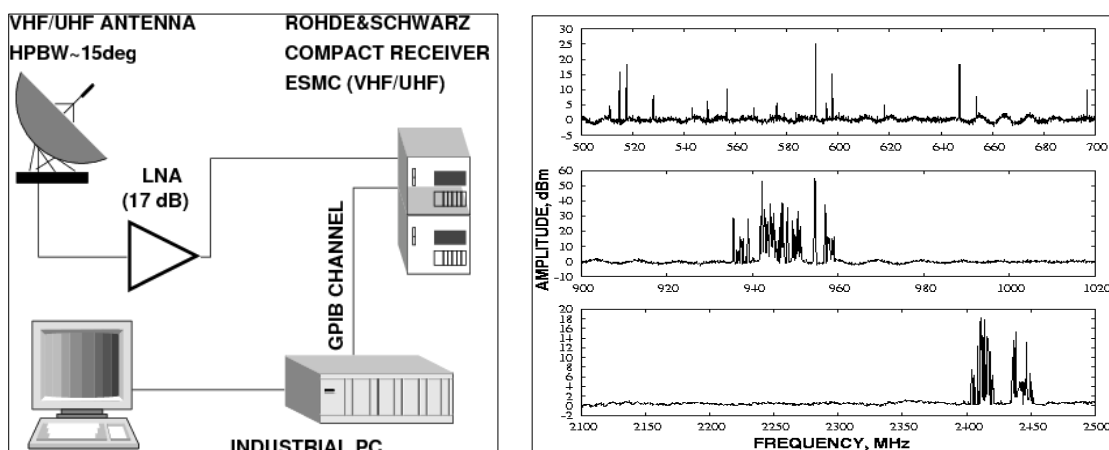 VHF/UHF ANTENNA
HPBW~15deg
ROHDE&SCHWARZ
COMPACT RECEIVER
ESMC (VHF/UHF)
LNA
(17 dB)
GPIB CHANNEL
INDUSTRIAL PC
30
25
20
15
10
5
0
-5
500 520 540 560 580 600 620 640 660 680 700
AMPLITUDE, dBm
60
50
40
30
20
10
0
-10
900 920 940 960 980 1000 1020
20
18
16
14
12
10
8
6
4
2
0
-2
2100 2150 2200 2250 2300 2350 2400 2450 2500
FREQUENCY, MHz